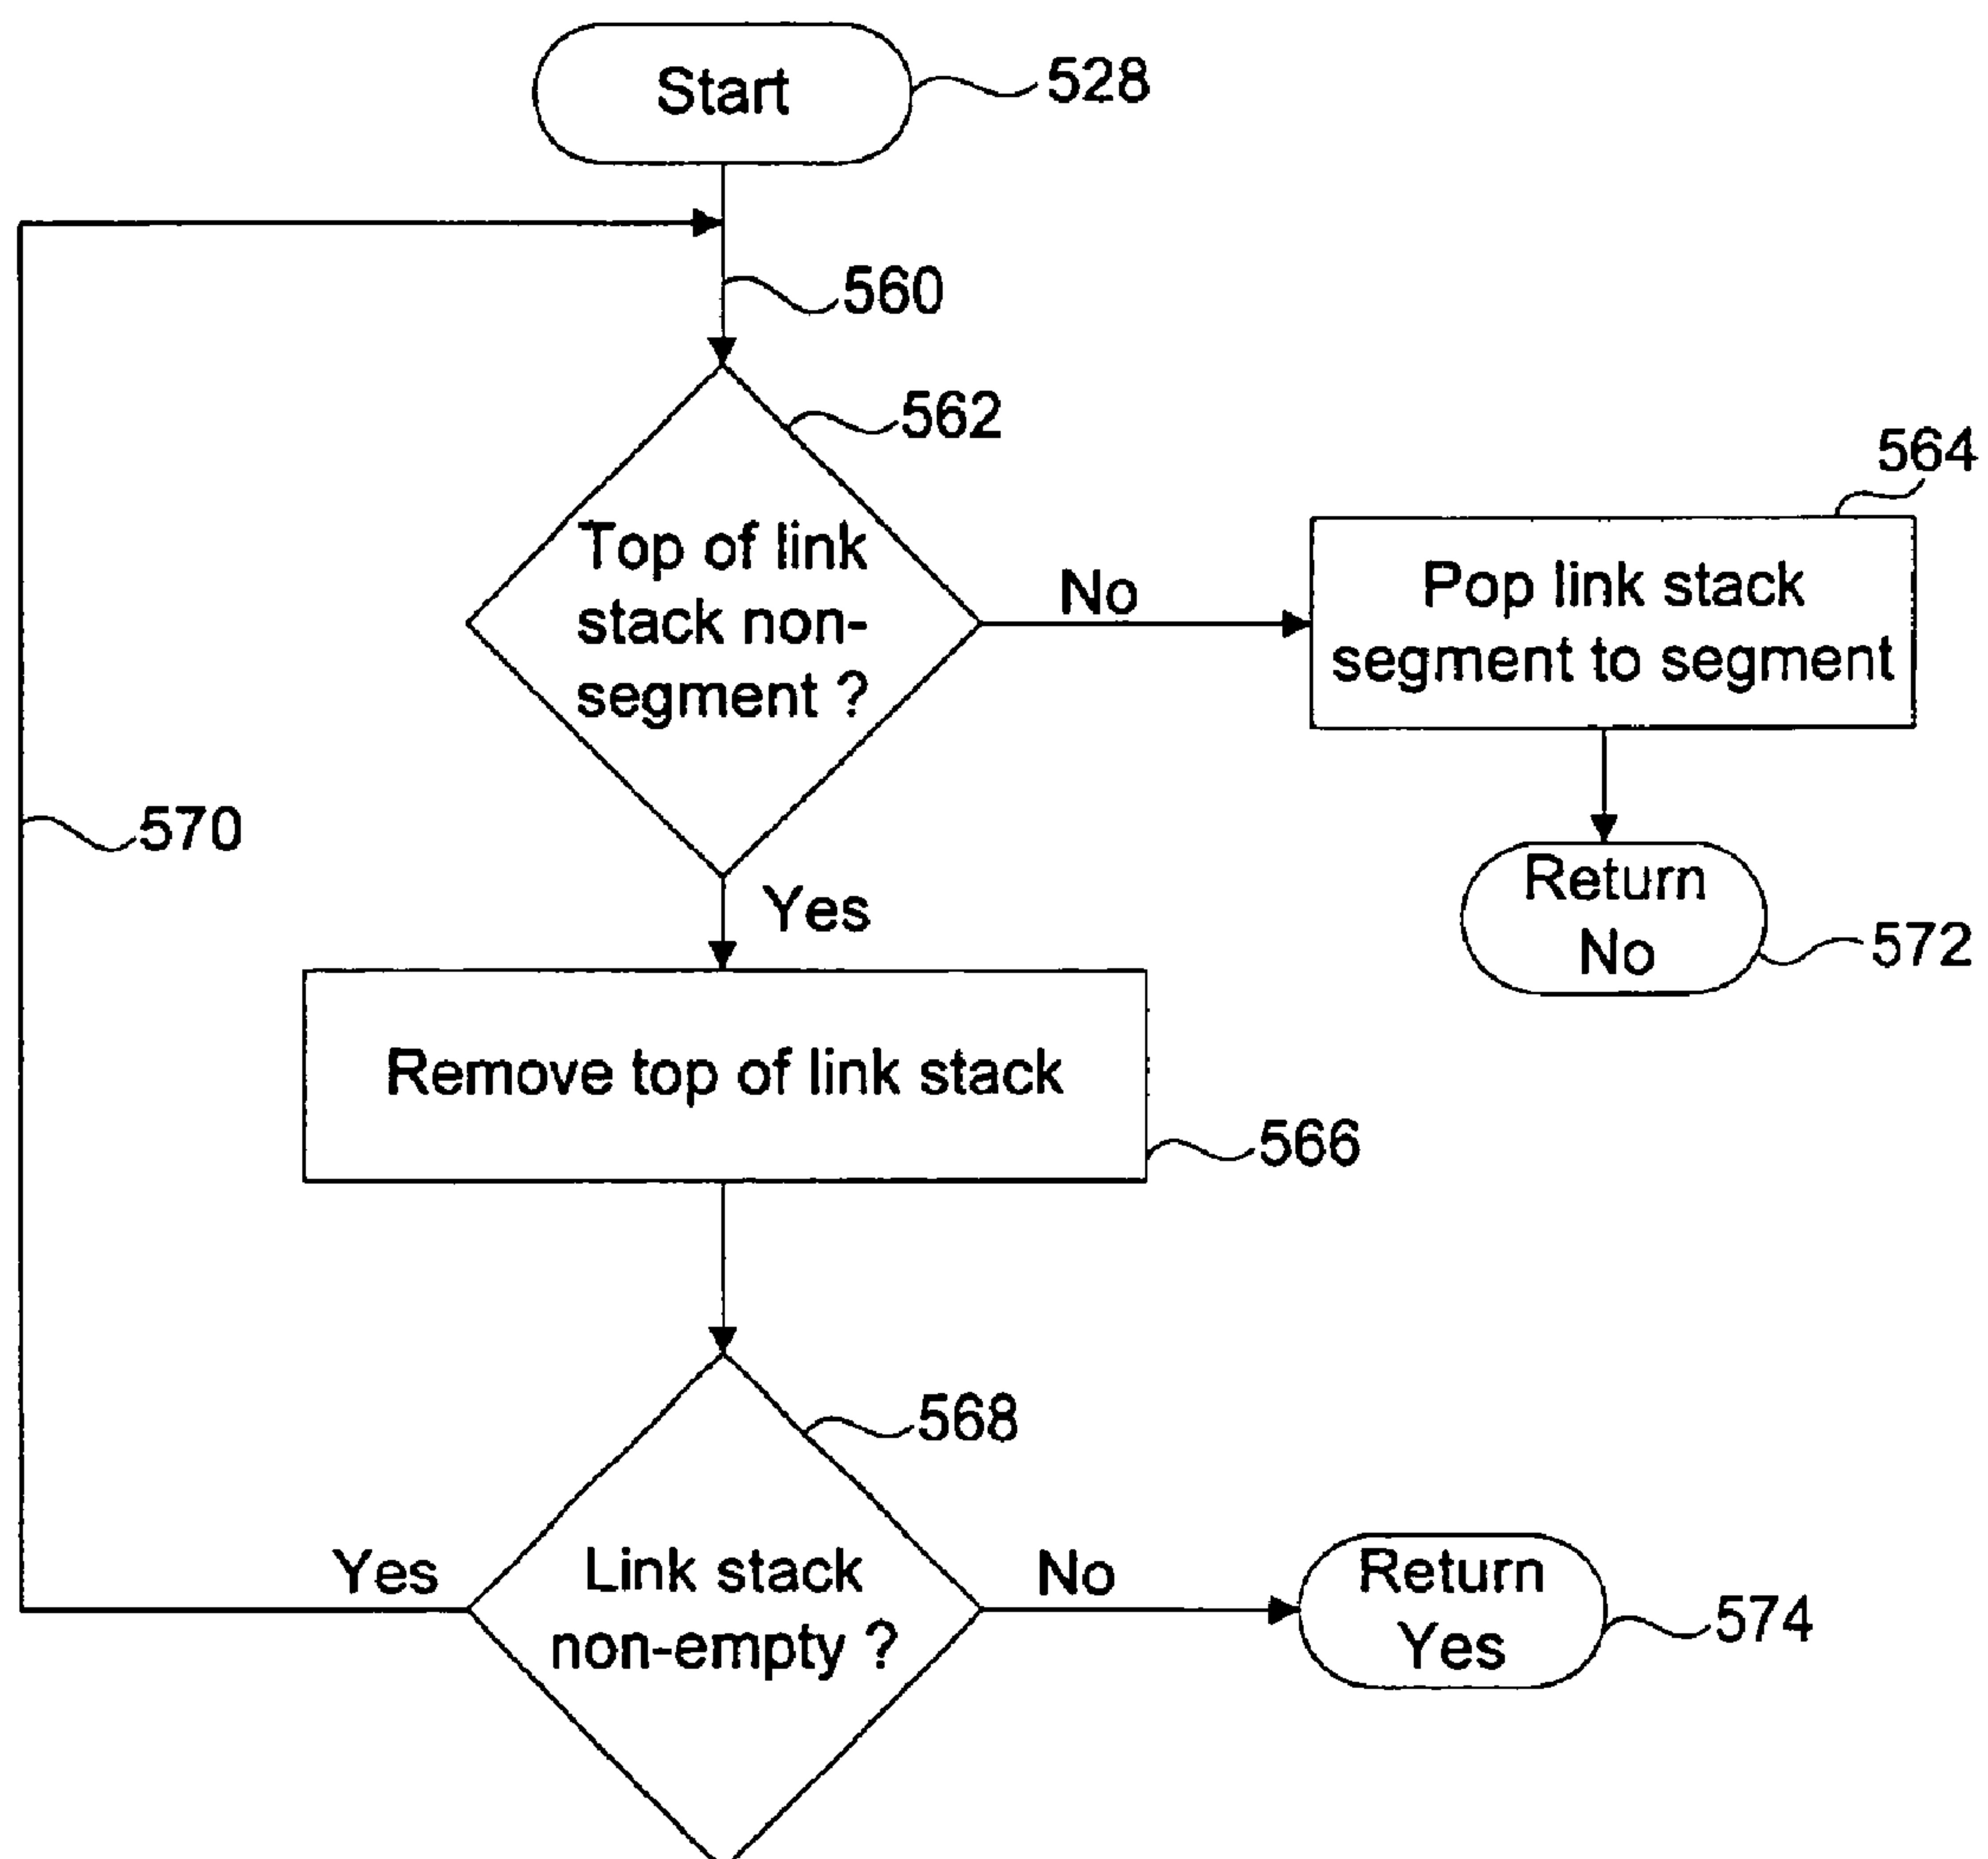 Start
528
560
562
Top of link
stack non-
segment ?
No
564
Pop link stack
segment to segment
Return
No
572
570
Yes
Remove top of link stack
566
568
Link stack
non-empty ?
Yes
No
Return
Yes
574